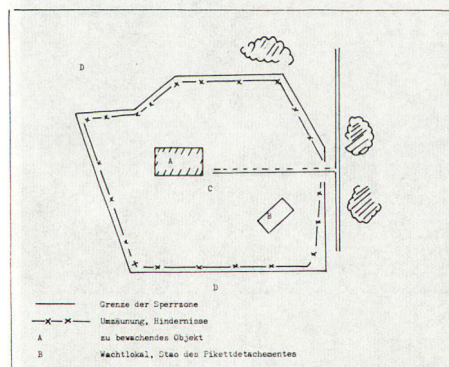 D
A
C
B
D
Grenze der Sperrzone
Umzäunung, Hindernisse
A zu bewachendes Objekt
B Wachtlokal, Stao des Pikettdetachementes